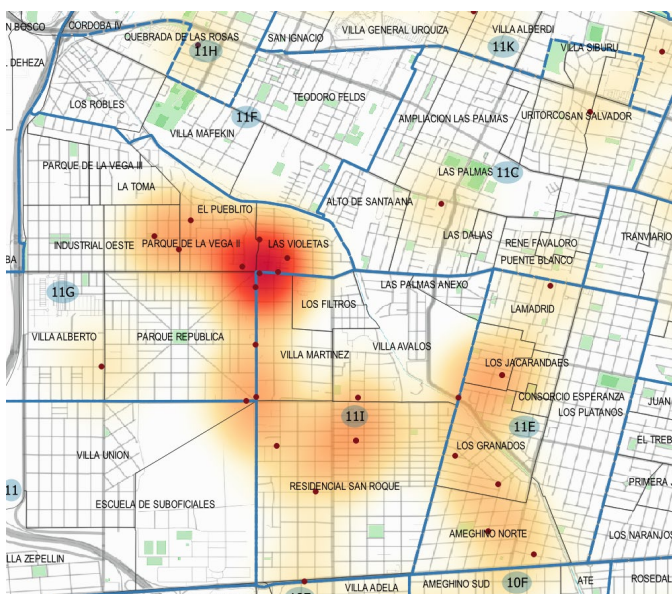 N BOSCO
CORDOBA IV
QUEBRADA DE LAS ROSAS
11H
SAN IGNACIO
VILLA GENERAL URQUIZA
VILLA ALBERDI
11K
VILLA SIBURU
. DEHEZA
LOS ROBLES
TEODORO FELDS
11F
VILLA MAFEKIN
AMPLIACION LAS PALMAS
URITORCO
SAN SALVADOR
PARQUE DE LA VEGA III
LA TOMA
LAS PALMAS
11C
EL PUEBLITO
ALTO DE SANTA ANA
INDUSTRIAL OESTE
PARQUE DE LA VEGA II
LAS VIOLETAS
LAS DALIAS
RENE FAVALORO
TRANVIARIO
BA
PUENTE BLANCO
11G
LAS PALMAS ANEXO
LOS FILTROS
LAMADRID
VILLA ALBERTO
PARQUE REPUBLICA
VILLA MARTINEZ
VILLA AVALOS
LOS JACARANDAES
CONSORCIO ESPERANZA
JUAN
LOS PLATANOS
11I
11E
EL TREB
LOS GRANADOS
VILLA UNION
PRIMERA J
11
RESIDENCIAL SAN ROQUE
ESCUELA DE SUBOFICIALES
AMEGHINO NORTE
LOS NARANJOS
LLA ZEPELLIN
VILLA ADELA
AMEGHINO SUD
10F
ATE
ROSEDAL